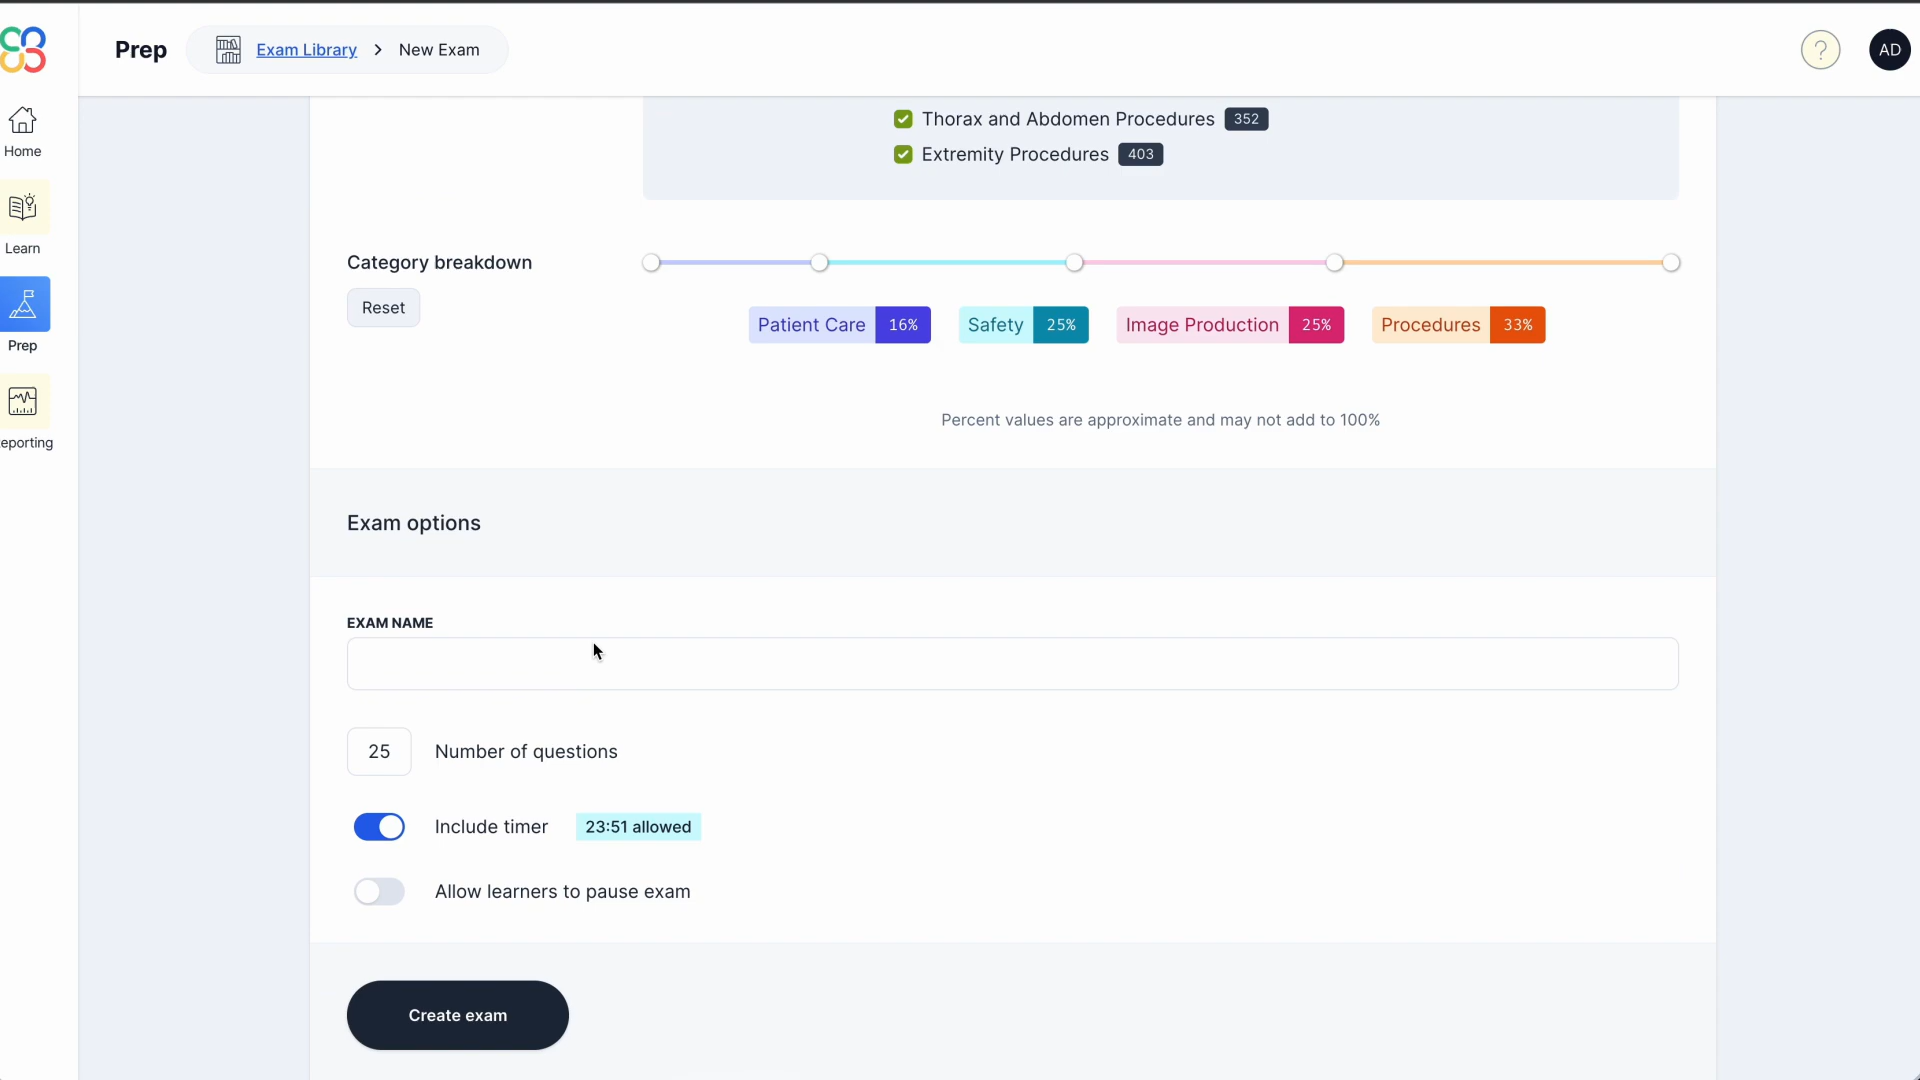 Prep
Exam Library > New Exam
?
AD
Home
Learn
Prep
eporting
Thorax and Abdomen Procedures 352
Extremity Procedures 403
Category breakdown
Reset
Patient Care 16% Safety 25% Image Production 25% Procedures 33%
Percent values are approximate and may not add to 100%
Exam options
EXAM NAME
25 Number of questions
Include timer 23:51 allowed
Allow learners to pause exam
Create exam